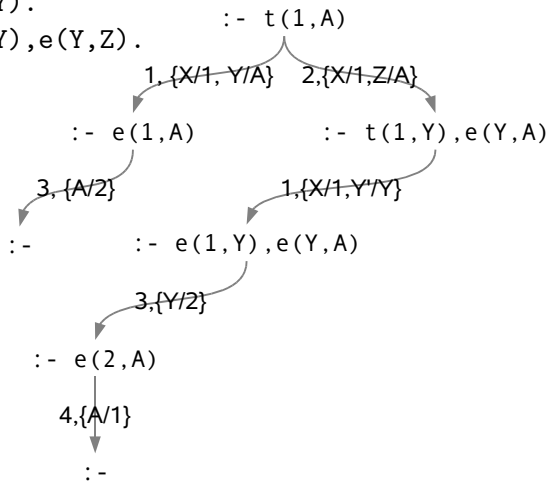 Y).
:- t(1,A)
Y),e(Y,Z).
1, {X/1, Y/A} 2,{X/1,Z/A}
:- e(1,A) :- t(1,Y),e(Y,A)
3, {A/2} 1,{X/1,Y'/Y}
:- :- e(1,Y),e(Y,A)
3,{Y/2}
:- e(2,A)
4,{A/1}
:-